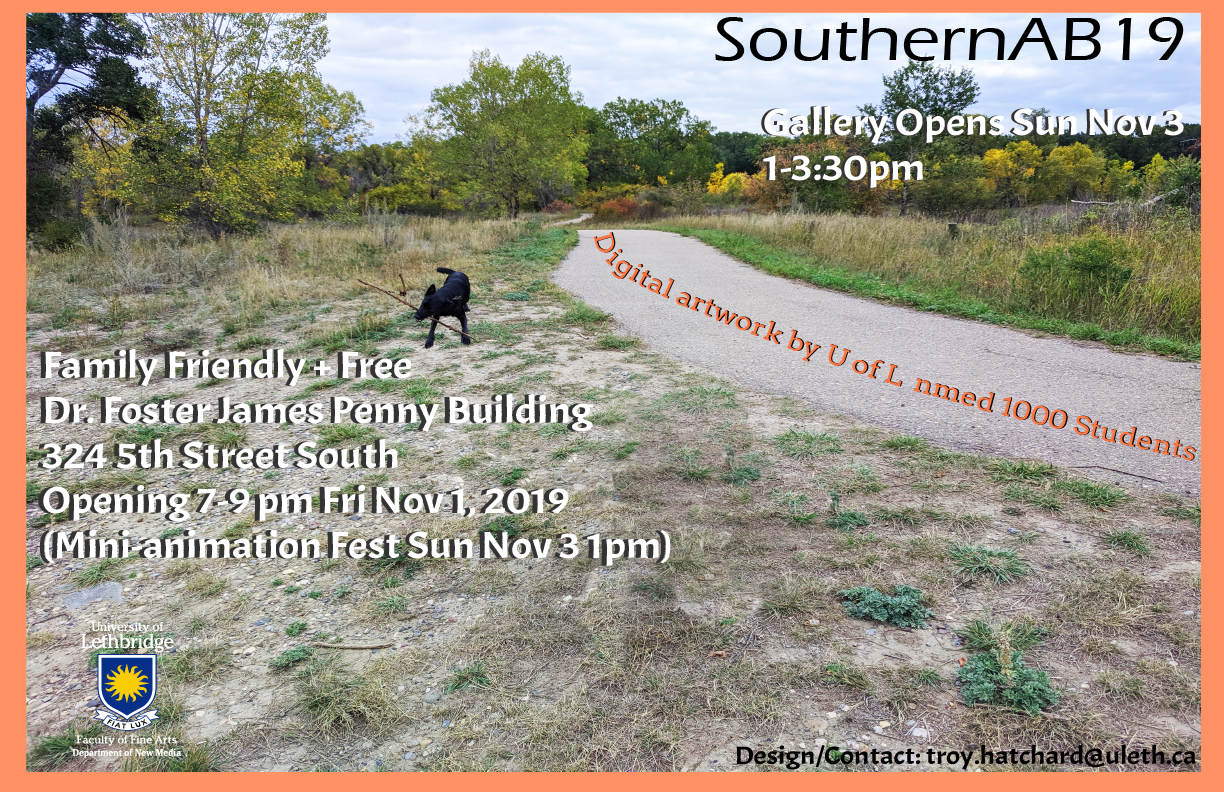 SouthernAB19
Gallery Opens Sun Nov 3
1-3:30pm
Digital artwork by U of L nmed 1000 Students
Family Friendly + Free
Dr. Foster James Penny Building
324 5th Street South
Opening 7-9 pm Fri Nov 1, 2019
(Mini-animation Fest Sun Nov 3 1pm)
University of
Lethbridge
FIAT LUX
Faculty of Fine Arts
Department of New Media
Design/Contact: troy.hatchard@uleth.ca